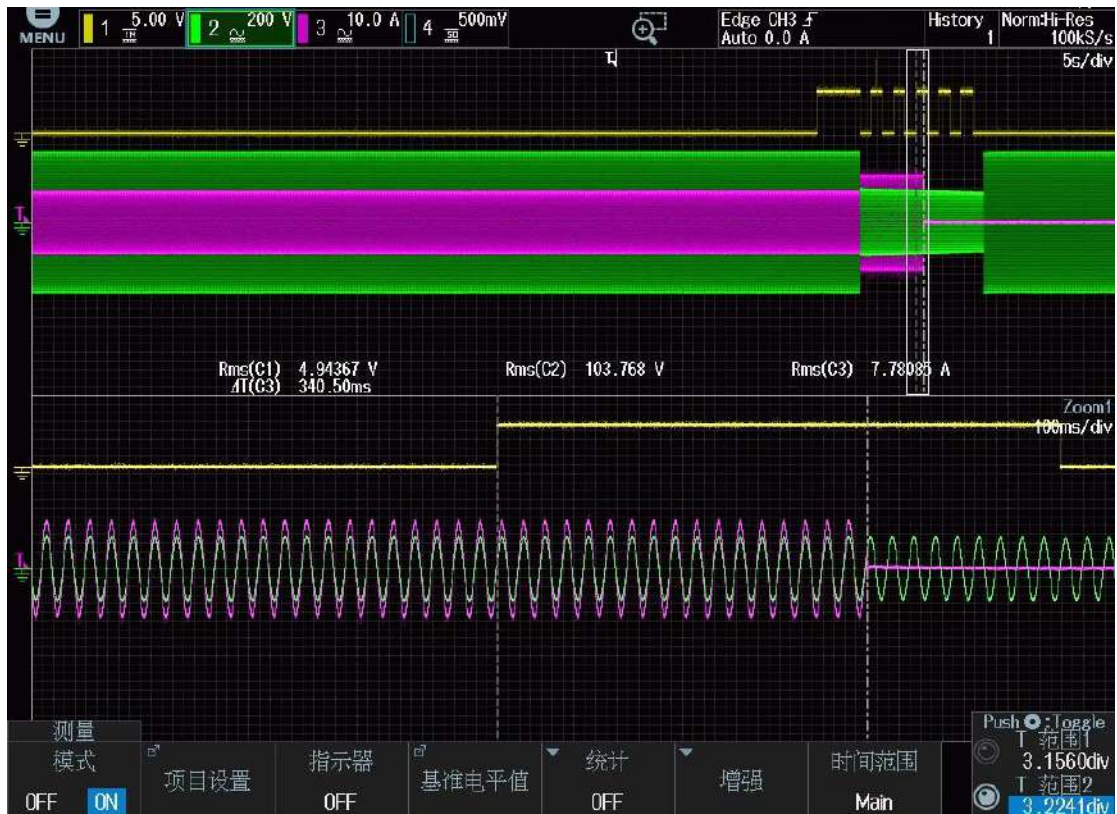 MENU 1 5.00 V 2 200 V 3 10.0 A 4 500mV Edge CH3 History Norm:Hi-Res
Auto 0.0 A 1 100kS/s
5s/div
T
T
Rms(C1) 4.94367 V Rms(C2) 103.768 V Rms(C3) 7.78085 A
ΔT(C3) 340.50ms
Zoom1
100ms/div
T
测量
模式 OFF ON
项目设置
指示器 OFF
基准电平值
统计 OFF
增强
时间范围 Main
Push :Toggle
T 范围1
3.1560div
T 范围2
3.2241div